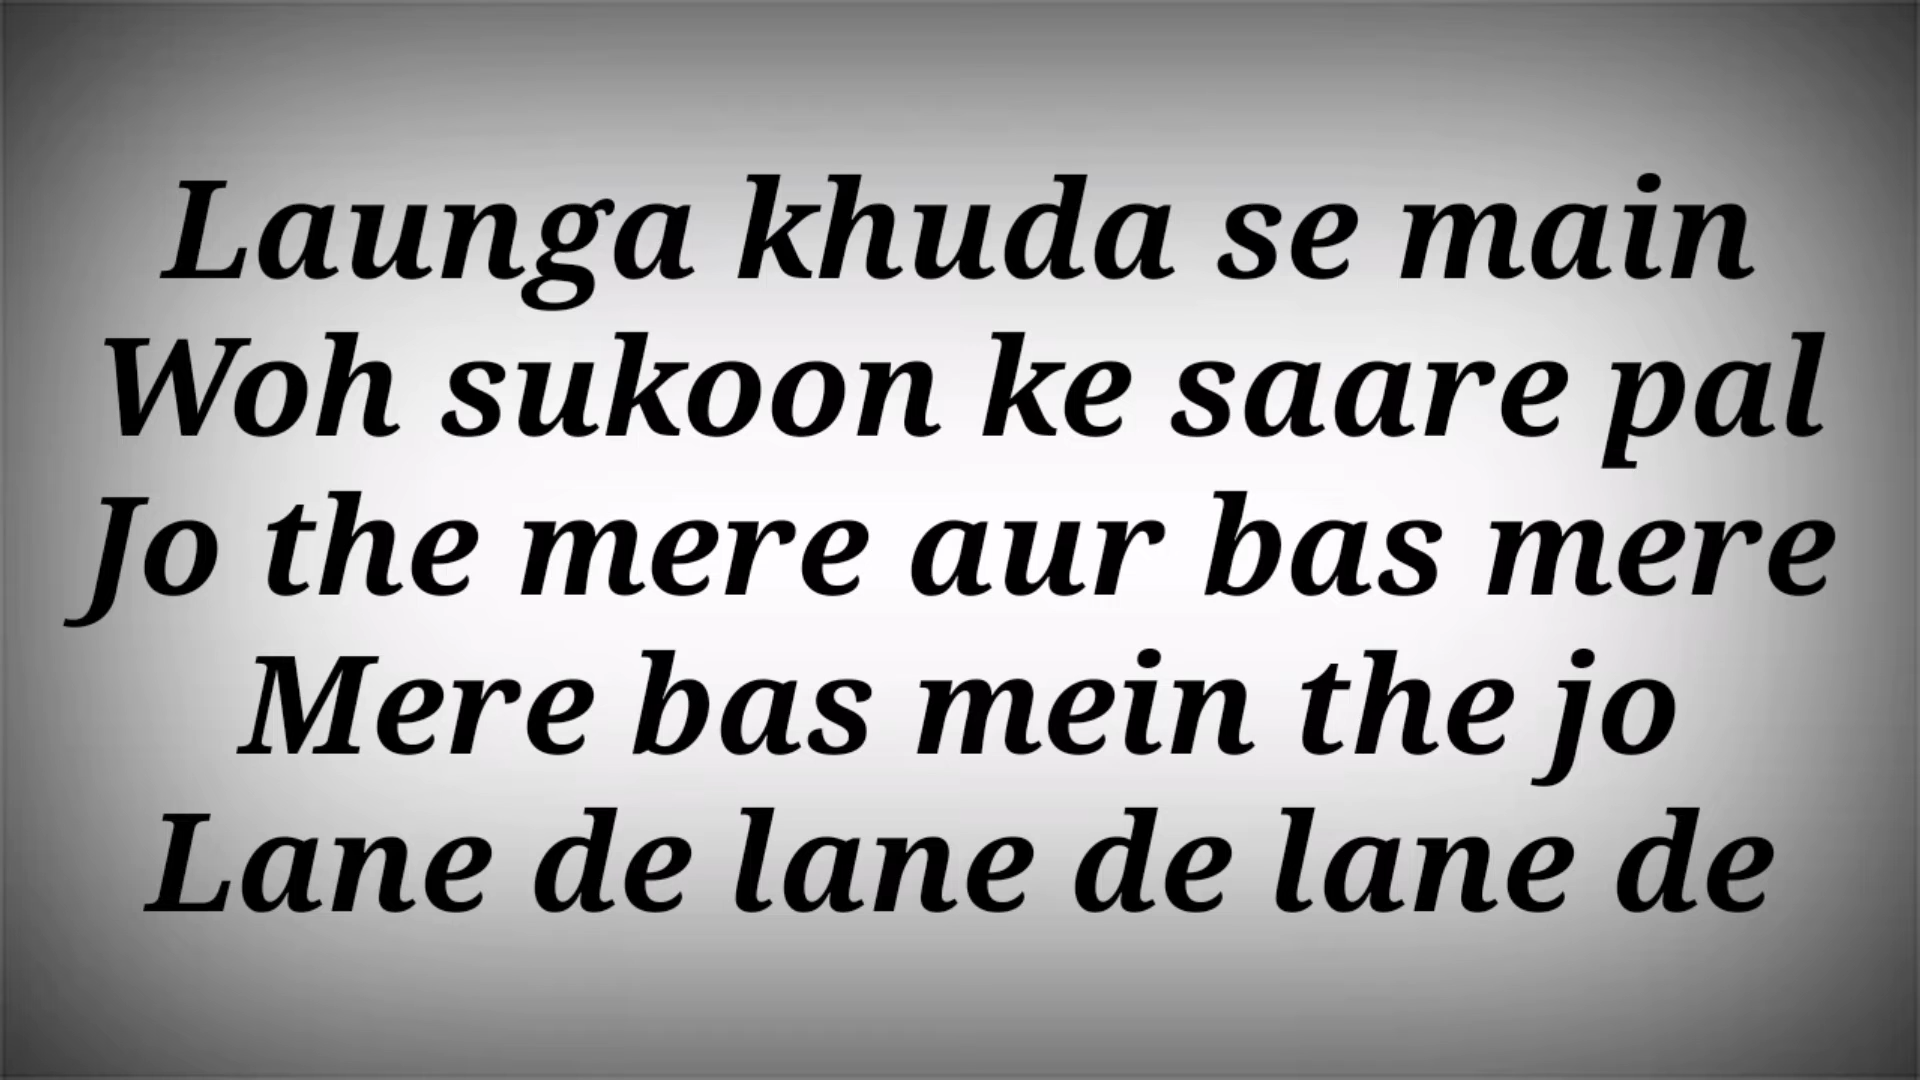 Launga khuda se main
Woh sukoon ke saare pal
Jo the mere aur bas mere
Mere bas mein the jo
Lane de lane de lane de